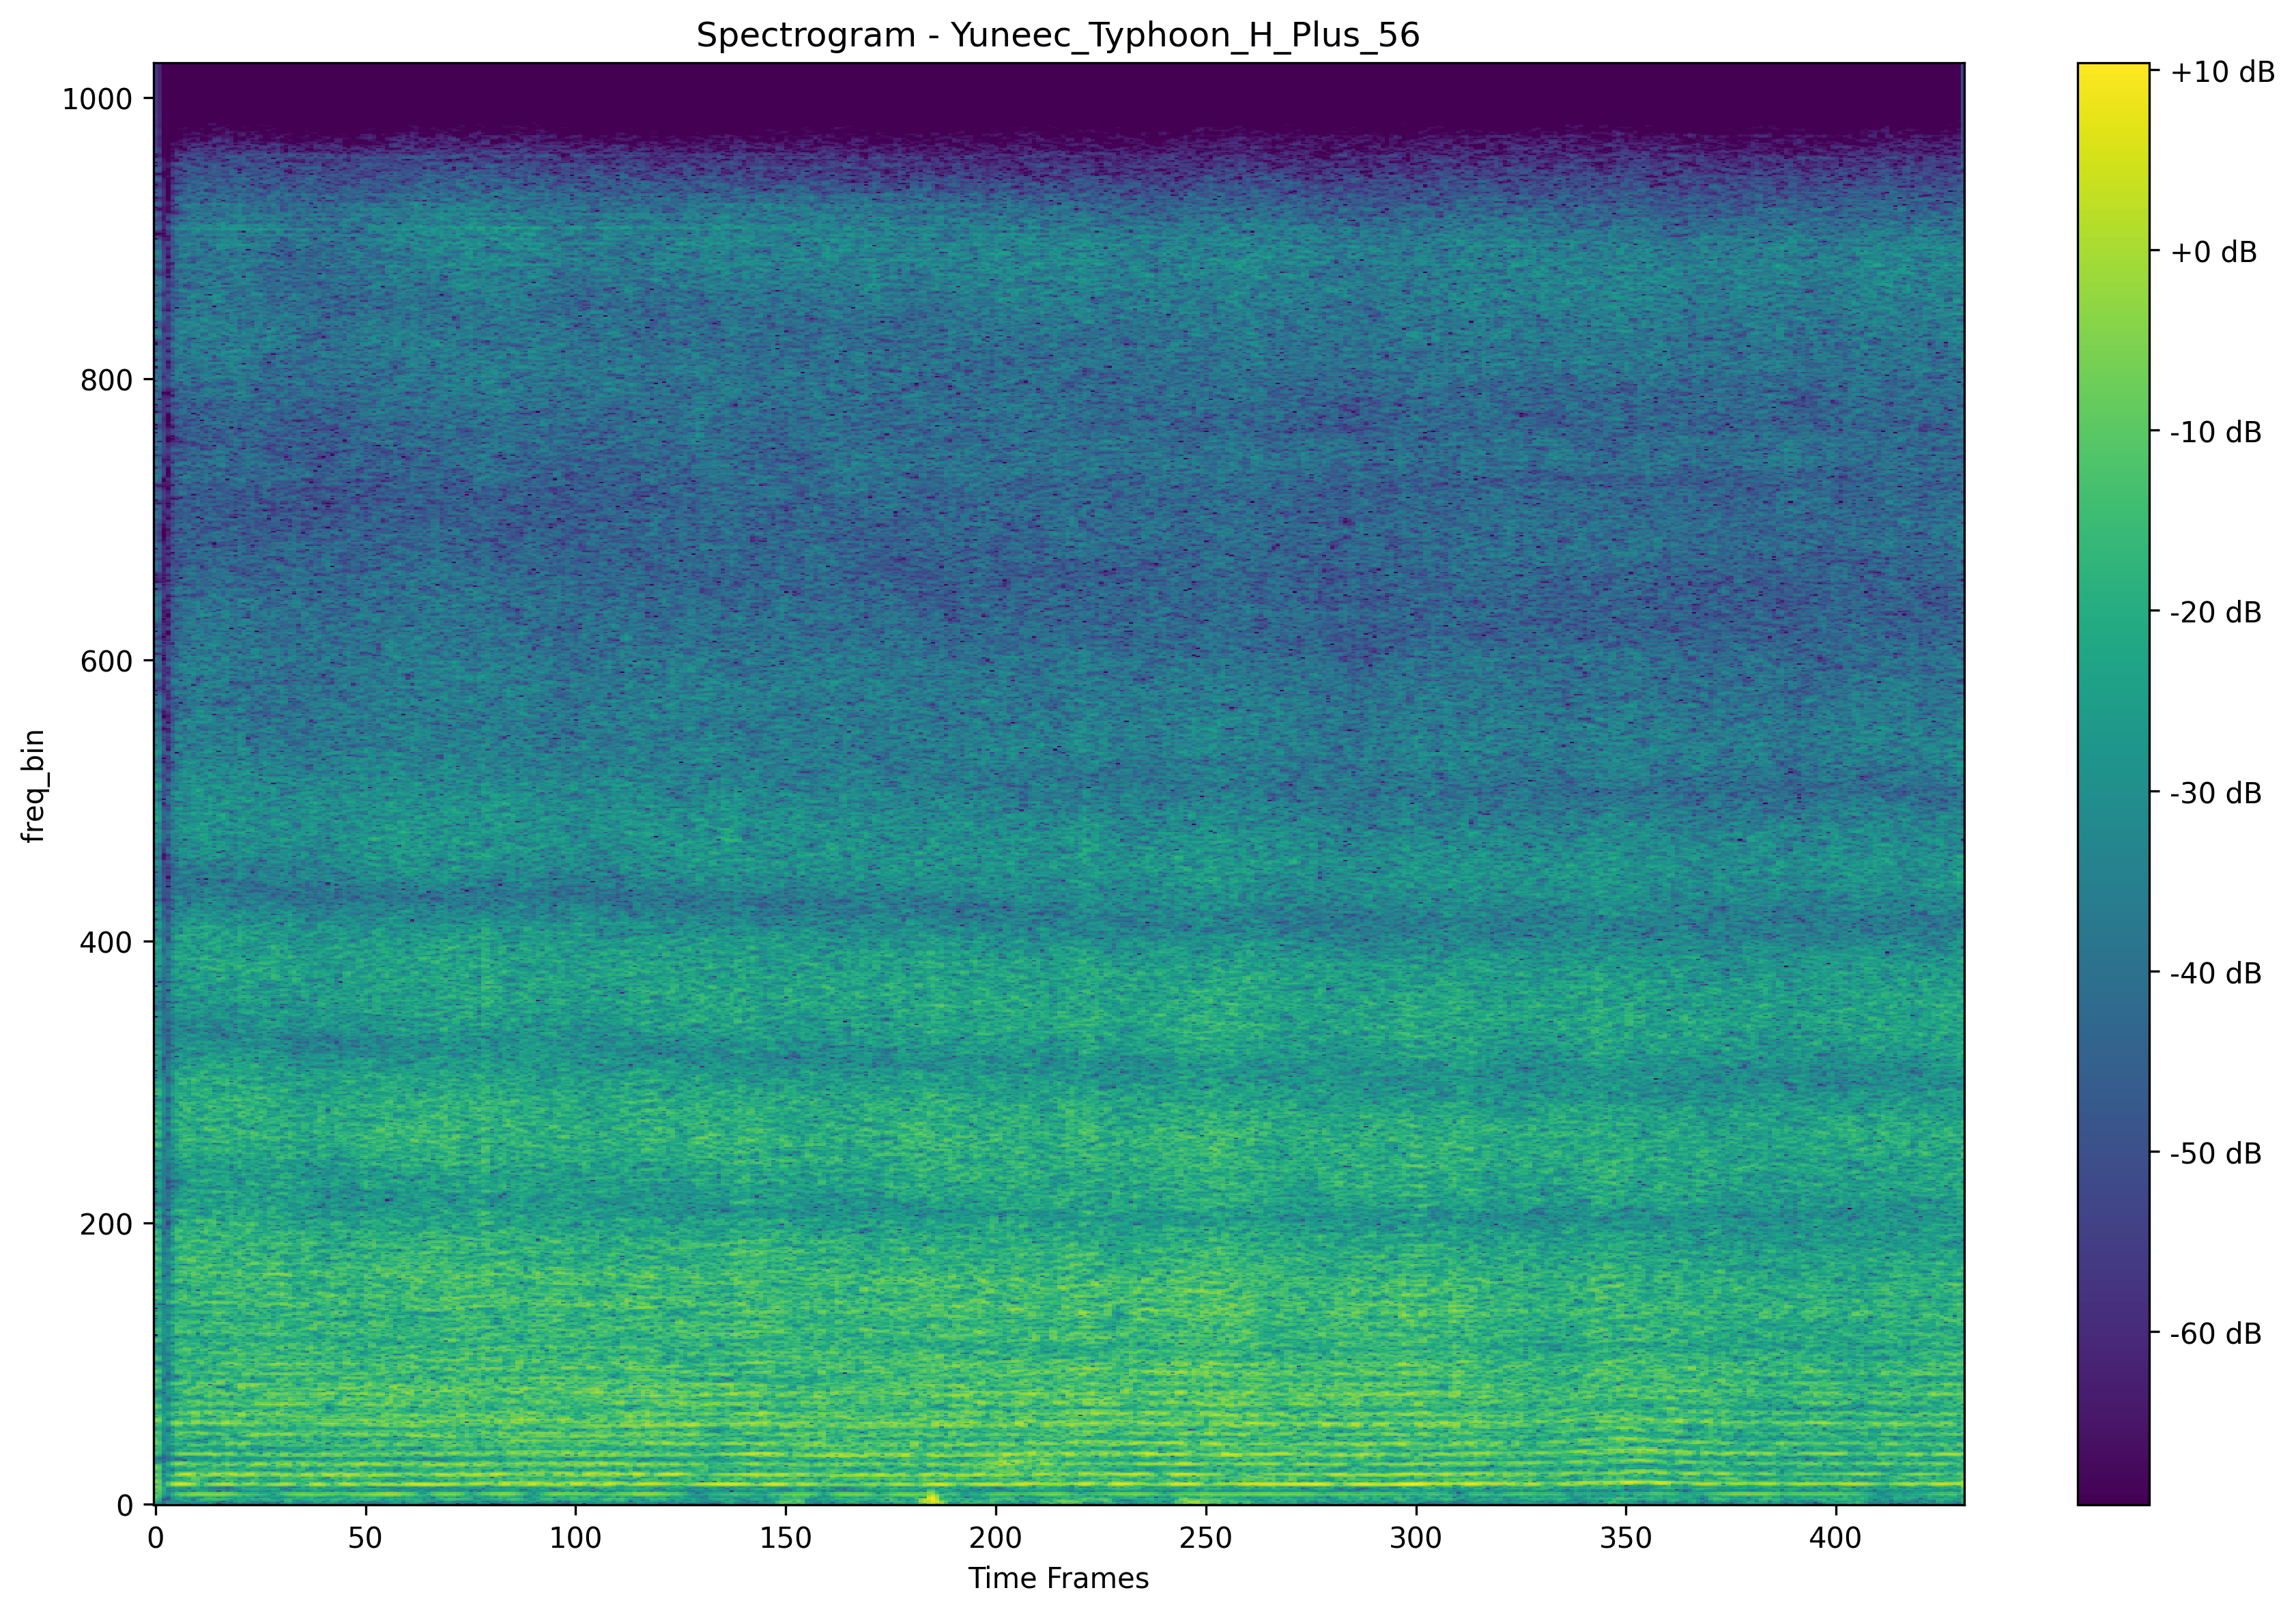 Spectrogram - Yuneec_Typhoon_H_Plus_56
freq_bin
1000
800
600
400
200
0
0 50 100 150 200 250 300 350 400
Time Frames
+10 dB
+0 dB
-10 dB
-20 dB
-30 dB
-40 dB
-50 dB
-60 dB